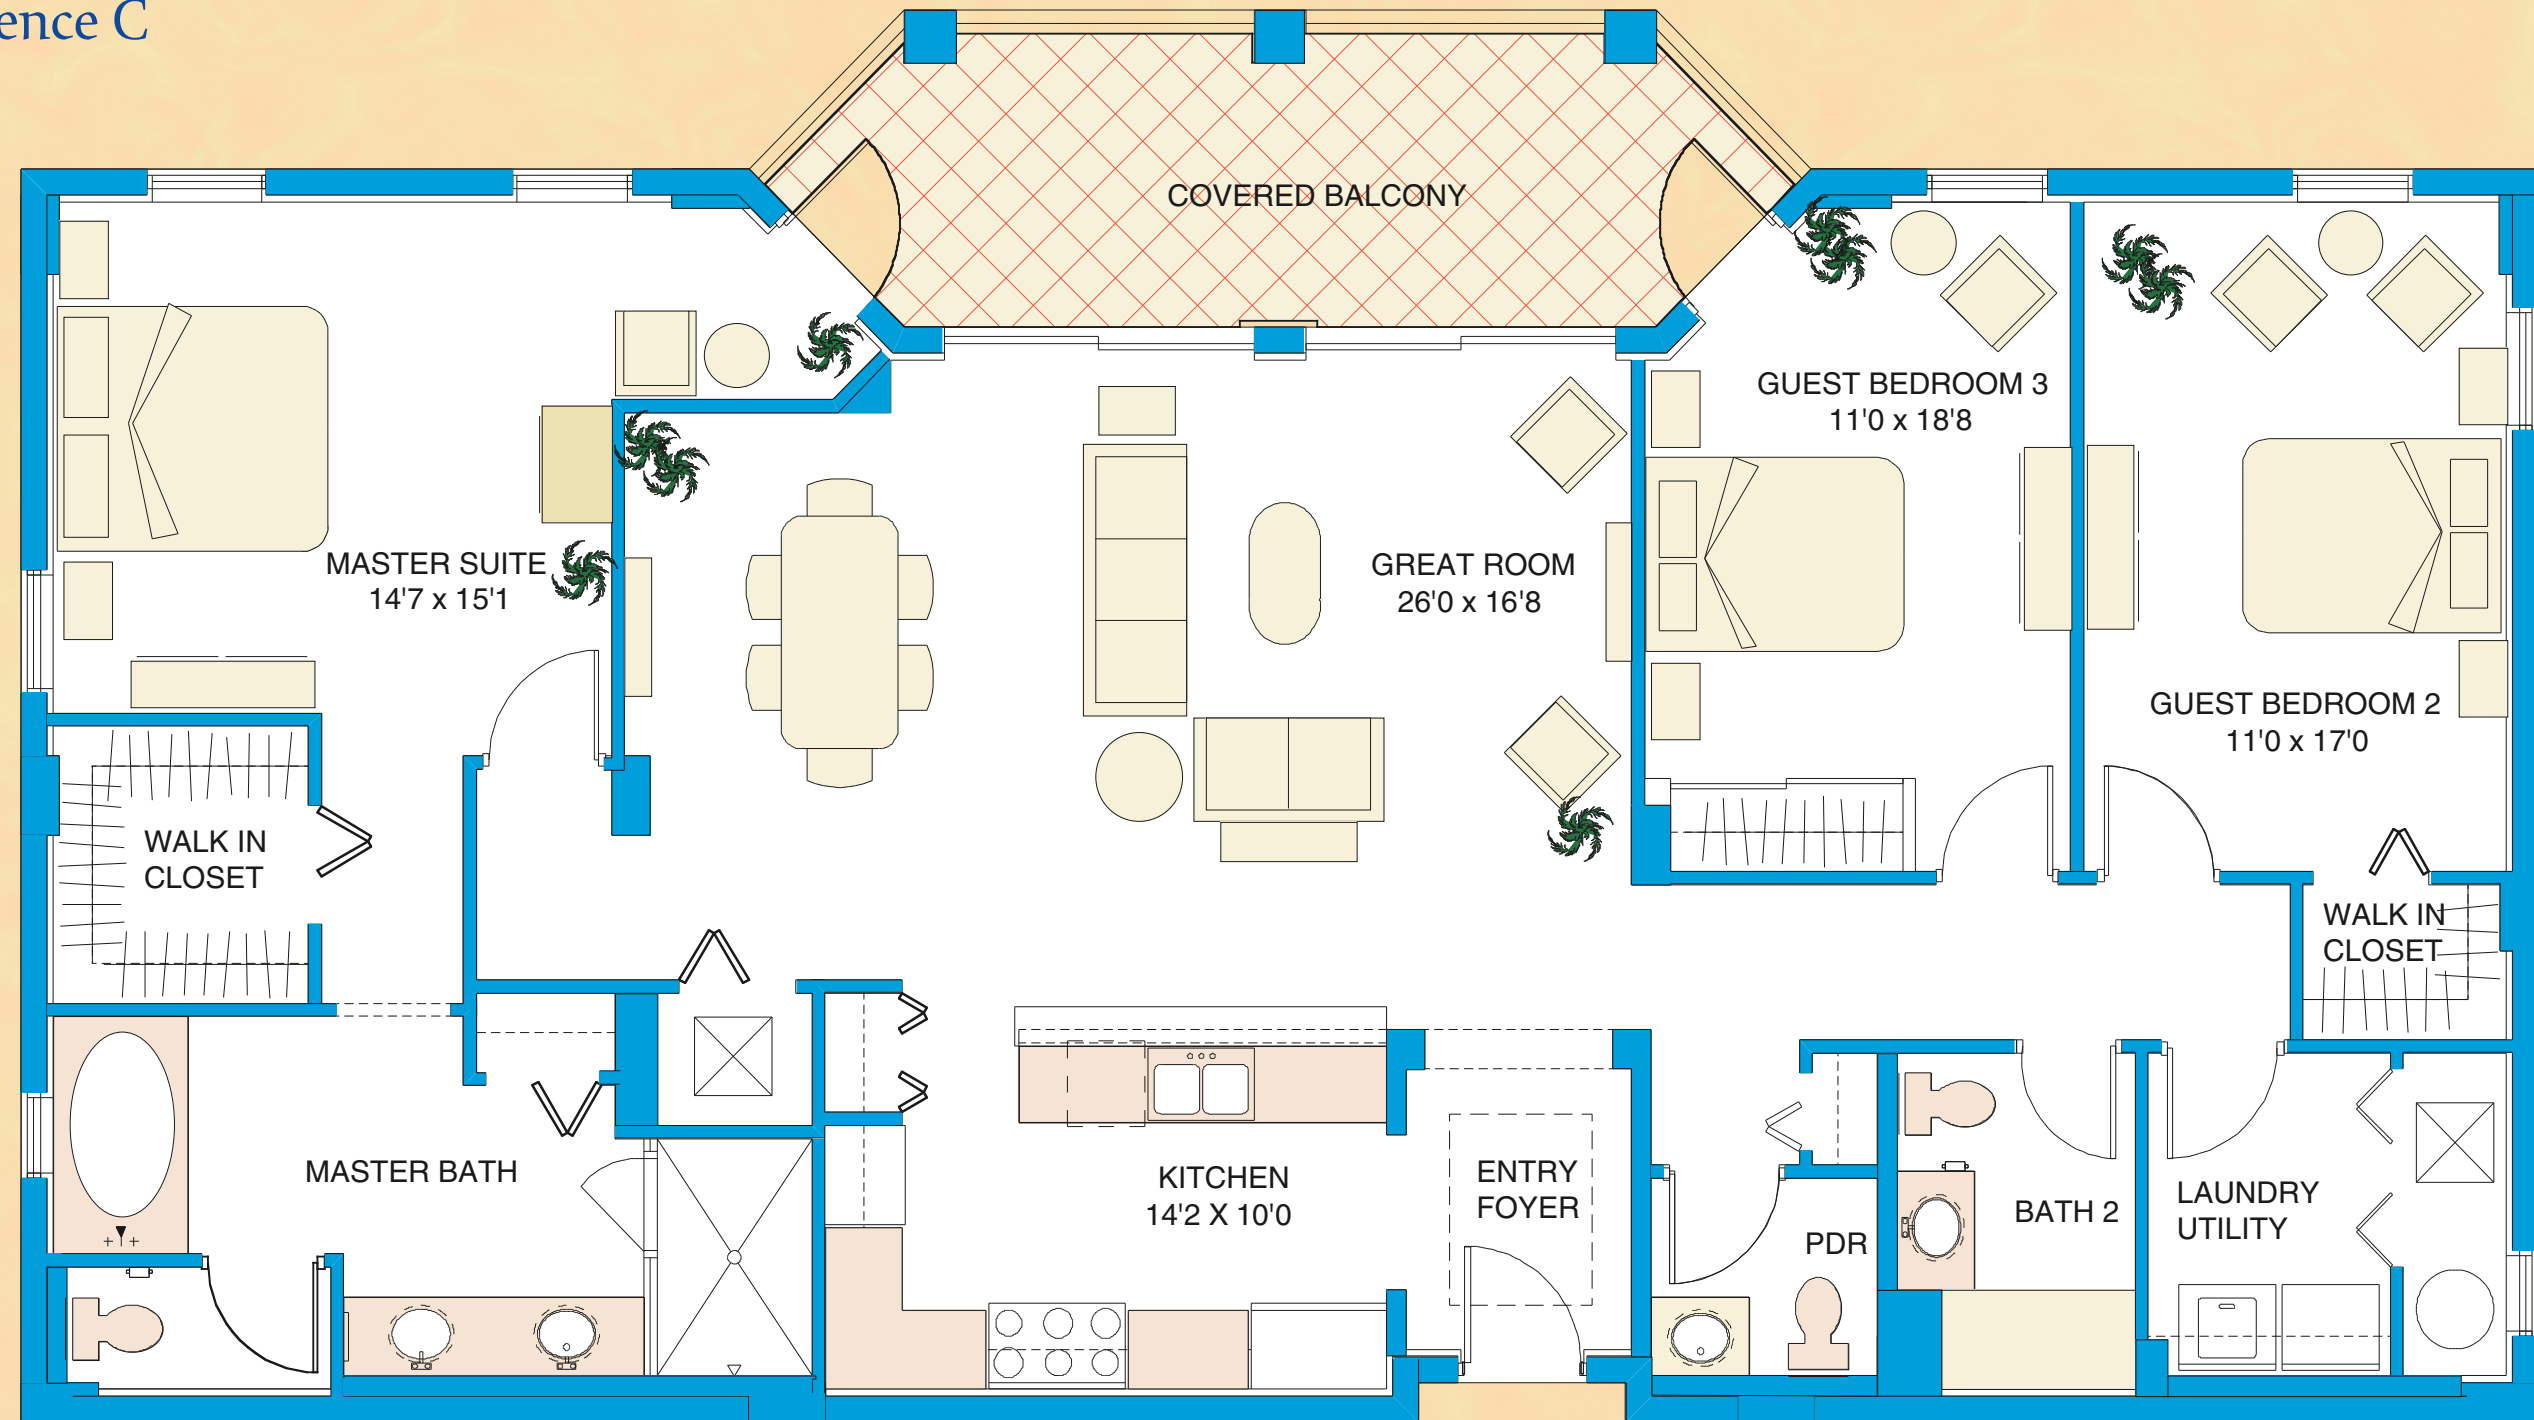 ence C
COVERED BALCONY
GUEST BEDROOM 3
11'0 x 18'8
MASTER SUITE
14'7 x 15'1
GREAT ROOM
26'0 x 16'8
GUEST BEDROOM 2
11'0 x 17'0
WALK IN
CLOSET
WALK IN
CLOSET
MASTER BATH
KITCHEN
14'2 X 10'0
ENTRY
FOYER
PDR
BATH 2
LAUNDRY
UTILITY